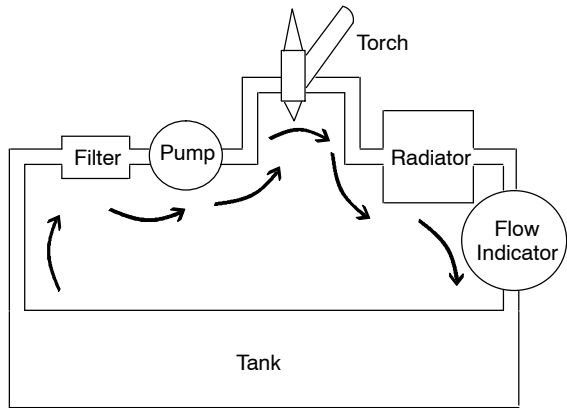 Torch
Filter
Pump
Radiator
Flow
Indicator
Tank